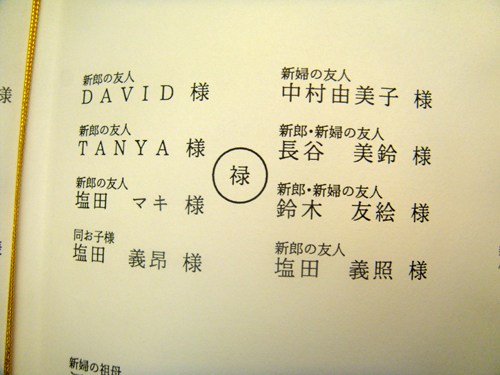 新郎の友人
DAVID 様
新郎の友人
TANYA 様
新郎の友人
塩田 マキ 様
同お子様
塩田 義昂 様
禄
新婦の友人
中村由美子 様
新郎・新婦の友人
長谷 美鈴 様
新郎・新婦の友人
鈴木 友絵 様
新郎の友人
塩田 義照 様
新婦の祖母
様